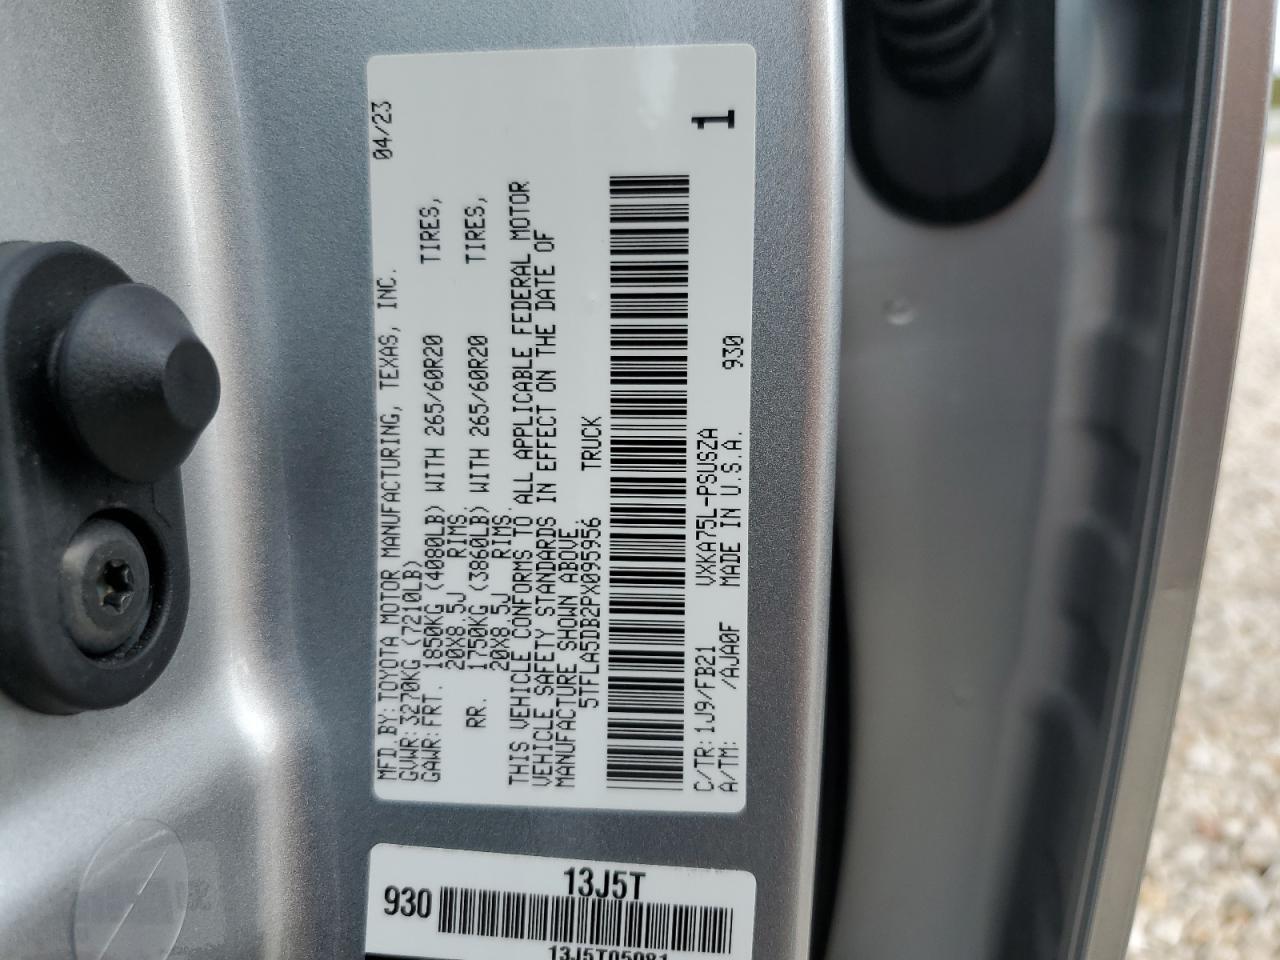 MFD.BY:TOYOTA MOTOR MANUFACTURING, TEXAS, INC. 04/23
GVWR:3270KG (7210LB)
GAWR:FRT. 1850KG (4080LB) WITH 265/60R20 TIRES,
20X8.5J RIMS,
RR. 1750KG (3860LB) WITH 265/60R20 TIRES,
20X8.5J RIMS.
THIS VEHICLE CONFORMS TO ALL APPLICABLE FEDERAL MOTOR
VEHICLE SAFETY STANDARDS IN EFFECT ON THE DATE OF
MANUFACTURE SHOWN ABOVE.
5TFLA5DB2PX095956 TRUCK
C/TR:1J9/FB21 VXKA75L-PSUSZA 1
A/TM: /AJA0F MADE IN U.S.A. 930
13J5T
930
13J5T05081